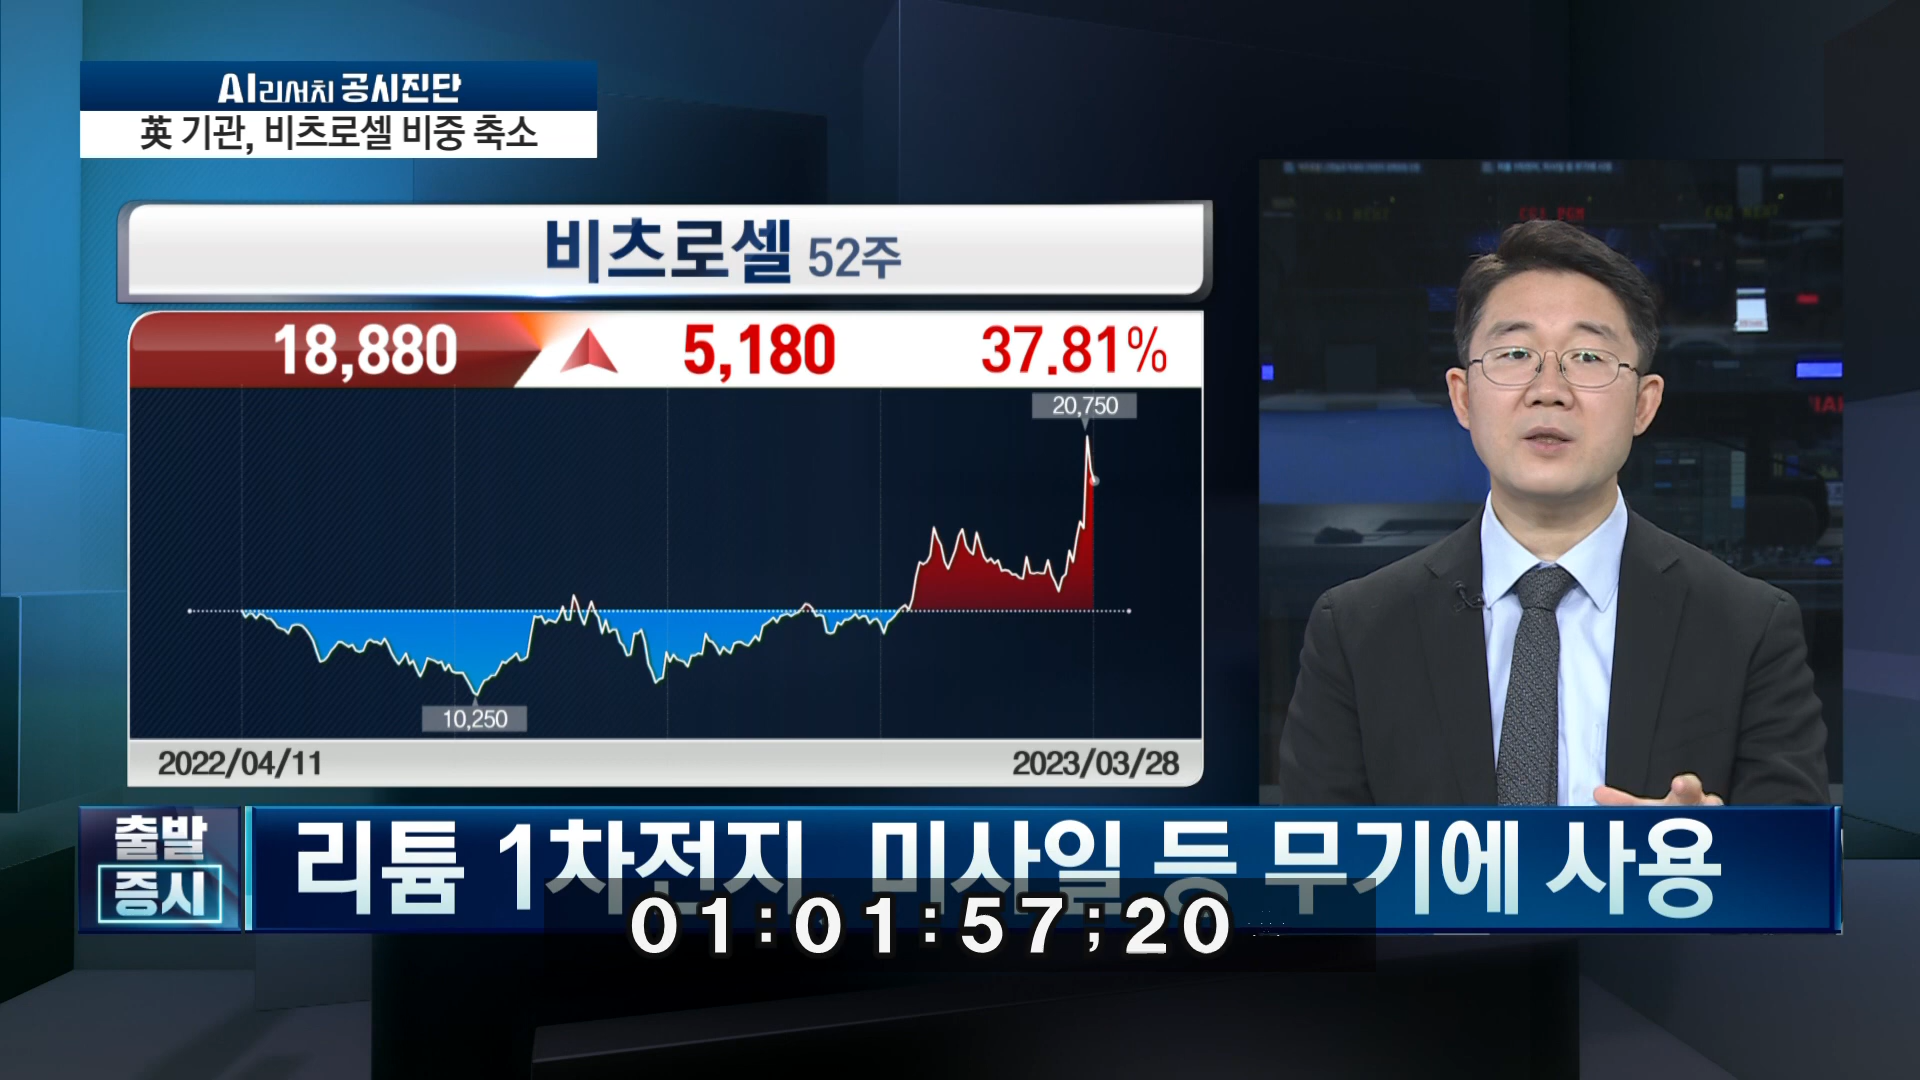 AI리서치 공시진단
英 기관, 비츠로셀 비중 축소
비츠로셀 52주
18,880 5,180 37.81%
20,750
10,250
2022/04/11 2023/03/28
출발
증시
리튬 1차전지, 미사일 등 무기에 사용
01:01:57;20